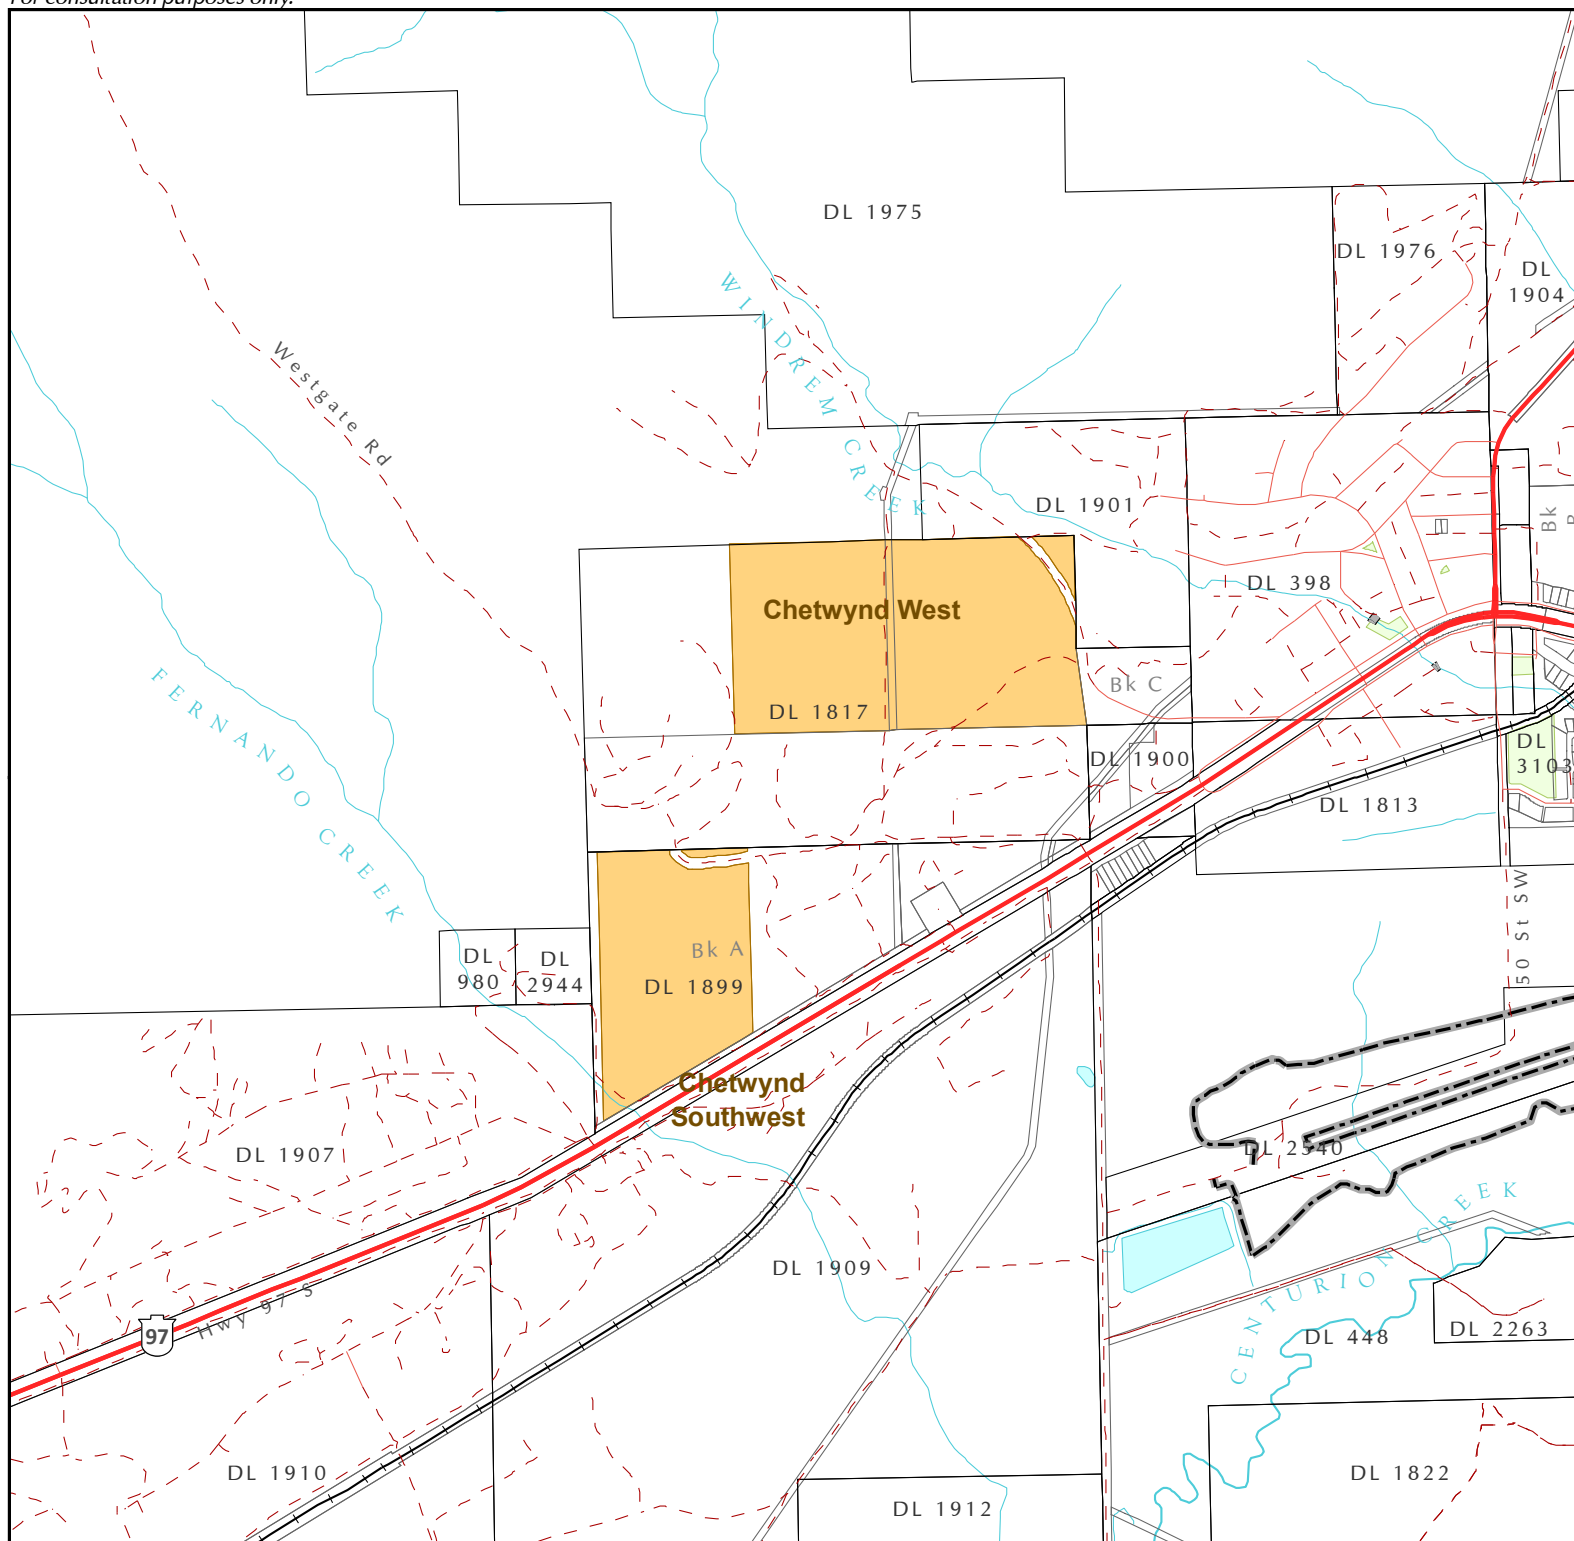 For consultation purposes only.
DL 1975
DL 1976
DL
1904
WINDREM CREEK
Westgate Rd
DL 1901
Bk
DL 398
Chetwynd West
Bk C
DL 1817
FERNANDO CREEK
DL 1900
DL
3103
DL 1813
50 St SW
Bk A
DL
980
DL
2944
DL 1899
Chetwynd
Southwest
DL 1907
DL 2540
CENTURION CREEK
DL 1909
97
Hwy 97 S
DL 448
DL 2263
DL 1910
DL 1912
DL 1822